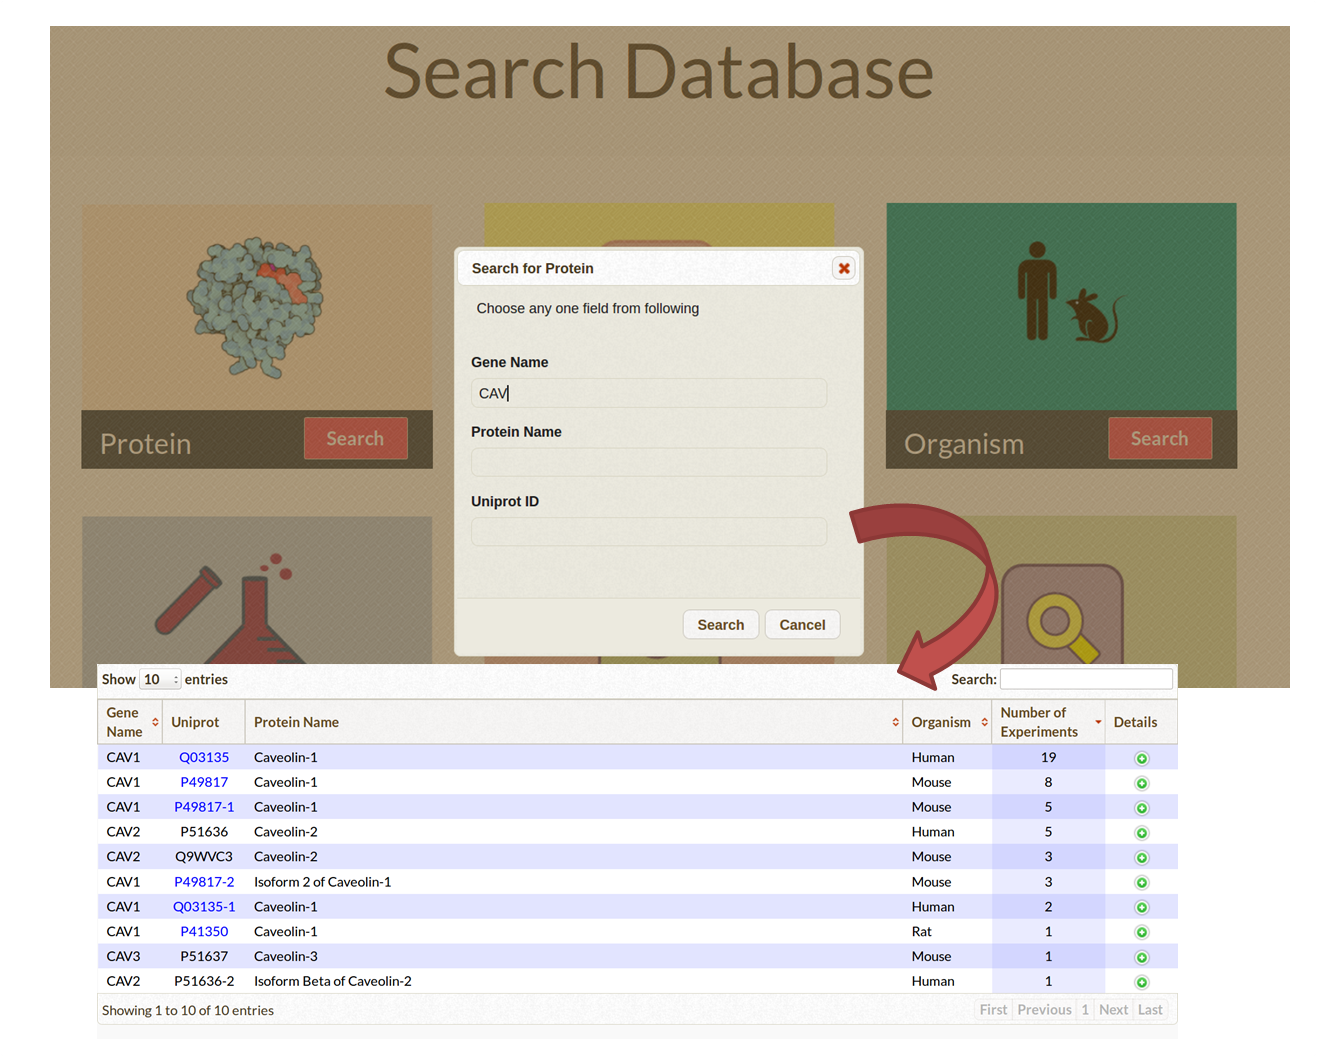 Search Database
Protein
Search
Organism
Search
Search for Protein
Choose any one field from following
Gene Name
CAV
Protein Name
Uniprot ID
Search Cancel
Show 10 entries Search:
Gene Name Uniprot Protein Name Organism Number of Experiments Details
CAV1 Q03135 Caveolin-1 Human 19
CAV1 P49817 Caveolin-1 Mouse 8
CAV1 P49817-1 Caveolin-1 Mouse 5
CAV2 P51636 Caveolin-2 Human 5
CAV2 Q9WVC3 Caveolin-2 Mouse 3
CAV1 P49817-2 Isoform 2 of Caveolin-1 Mouse 3
CAV1 Q03135-1 Caveolin-1 Human 2
CAV1 P41350 Caveolin-1 Rat 1
CAV3 P51637 Caveolin-3 Mouse 1
CAV2 P51636-2 Isoform Beta of Caveolin-2 Human 1
Showing 1 to 10 of 10 entries First Previous 1 Next Last